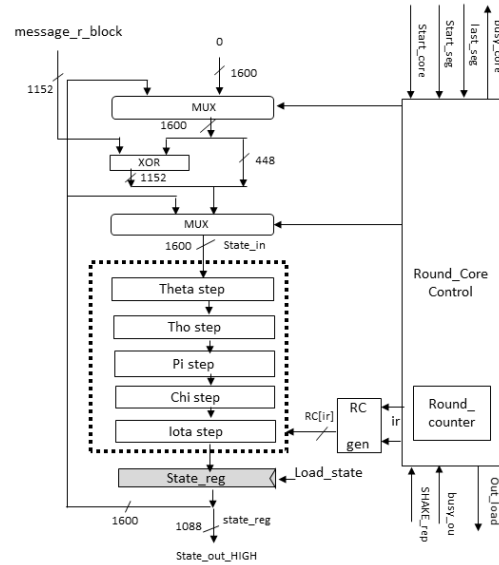 message_r_block
0
Start_core
Start_seg
last_seg
busy_core
1600
1152
MUX
1600
XOR
448
1152
MUX
1600
State_in
Round_Core
Control
Theta step
Tho step
Pi step
Chi step
Iota step
RC[ir]
RC
gen
ir
Round_
counter
State_reg
Load_state
1600
1088
state_reg
State_out_HIGH
SHAKE_rep
busy_ou
Out_load